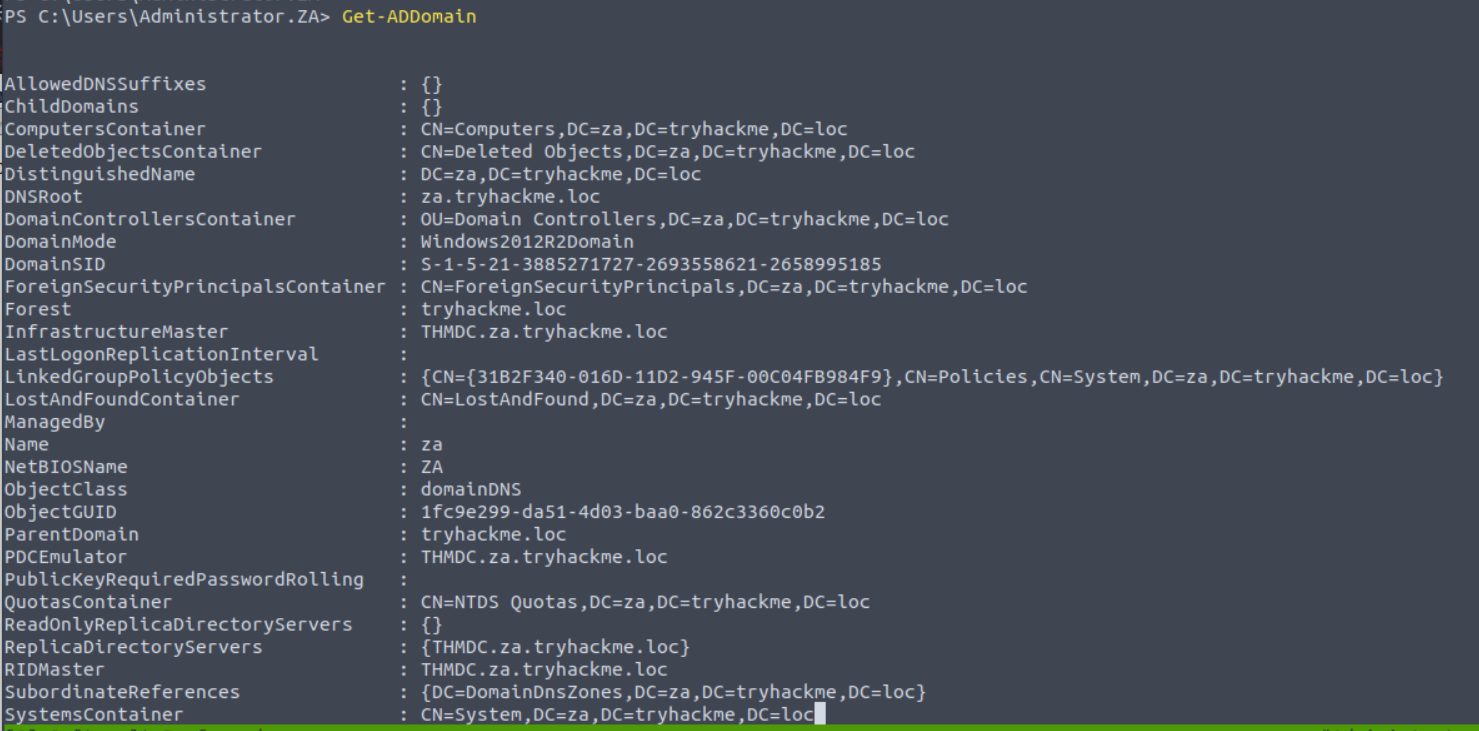 PS C:\Users\Administrator.ZA> Get-ADDomain
AllowedDNSSuffixes : {}
ChildDomains : {}
ComputersContainer : CN=Computers,DC=za,DC=tryhackme,DC=loc
DeletedObjectsContainer : CN=Deleted Objects,DC=za,DC=tryhackme,DC=loc
DistinguishedName : DC=za,DC=tryhackme,DC=loc
DNSRoot : za.tryhackme.loc
DomainControllersContainer : OU=Domain Controllers,DC=za,DC=tryhackme,DC=loc
DomainMode : Windows2012R2Domain
DomainSID : S-1-5-21-3885271727-2693558621-2658995185
ForeignSecurityPrincipalsContainer : CN=ForeignSecurityPrincipals,DC=za,DC=tryhackme,DC=loc
Forest : tryhackme.loc
InfrastructureMaster : THMDC.za.tryhackme.loc
LastLogonReplicationInterval :
LinkedGroupPolicyObjects : {CN={31B2F340-016D-11D2-945F-00C04FB984F9},CN=Policies,CN=System,DC=za,DC=tryhackme,DC=loc}
LostAndFoundContainer : CN=LostAndFound,DC=za,DC=tryhackme,DC=loc
ManagedBy :
Name : za
NetBIOSName : ZA
ObjectClass : domainDNS
ObjectGUID : 1fc9e299-da51-4d03-baa0-862c3360c0b2
ParentDomain : tryhackme.loc
PDCEmulator : THMDC.za.tryhackme.loc
PublicKeyRequiredPasswordRolling :
QuotasContainer : CN=NTDS Quotas,DC=za,DC=tryhackme,DC=loc
ReadOnlyReplicaDirectoryServers : {}
ReplicaDirectoryServers : {THMDC.za.tryhackme.loc}
RIDMaster : THMDC.za.tryhackme.loc
SubordinateReferences : {DC=DomainDnsZones,DC=za,DC=tryhackme,DC=loc}
SystemsContainer : CN=System,DC=za,DC=tryhackme,DC=loc